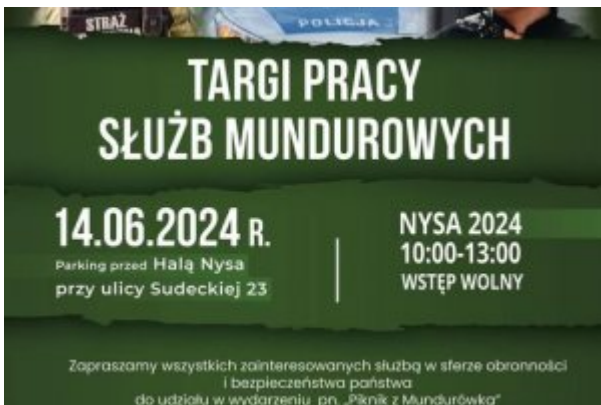 STRAŻ
POLICJA
TARGI PRACY
SŁUŻB MUNDUROWYCH
14.06.2024 R.
Parking przed Halą Nysa
przy ulicy Sudeckiej 23
NYSA 2024
10:00-13:00
WSTĘP WOLNY
Zapraszamy wszystkich zainteresowanych służbą w sferze obronności
i bezpieczeństwa państwa
do udziału w wydarzeniu pn. „Piknik z Mundurówką”